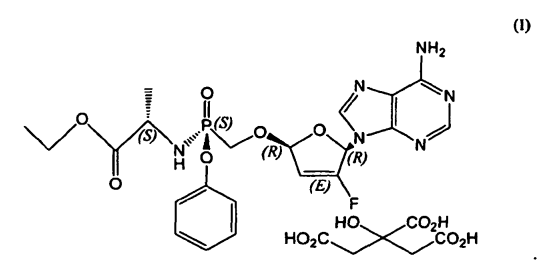 (I)
NH₂
O
N
N
O
(S)
P
(S)
O
O
N
N
N
(S)
N
H
(R)
(R)
O
O
(E)
F
HO
CO₂H
HO₂C
CO₂H
.